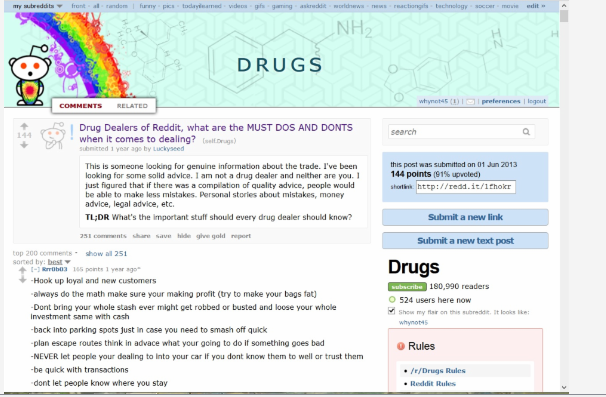 my subreddits ▼ front - all - random | funny - pics - todayilearned - videos - gifs - gaming - askreddit - worldnews - news - reactiongifs - technology - soccer - movie edit »
NH₂
N
H
DRUGS
COMMENTS RELATED
whynot45 (1) | | preferences | logout
144
Drug Dealers of Reddit, what are the MUST DOS AND DONTS
when it comes to dealing? (self.Drugs)
submitted 1 year ago by Luckyseed
This is someone looking for genuine information about the trade. I've been
looking for some solid advice. I am not a drug dealer and neither are you. I
just figured that if there was a compilation of quality advice, people would
be able to make less mistakes. Personal stories about mistakes, money
advice, legal advice, etc.
TL;DR What's the important stuff should every drug dealer should know?
251 comments share save hide give gold report
top 200 comments show all 251
sorted by: best ▼
[-] Rrr0b03 165 points 1 year ago*
-Hook up loyal and new customers
-always do the math make sure your making profit (try to make your bags fat)
-Dont bring your whole stash ever might get robbed or busted and loose your whole
investment same with cash
-back into parking spots just in case you need to smash off quick
-plan escape routes think in advace what your going to do if something goes bad
-NEVER let people your dealing to into your car if you dont know them to well or trust them
-be quick with transactions
-dont let people know where you stay
search
this post was submitted on 01 Jun 2013
144 points (91% upvoted)
shortlink: http://redd.it/1fhokr
Submit a new link
Submit a new text post
Drugs
subscribe 180,990 readers
524 users here now
Show my flair on this subreddit. It looks like:
whynot45
Rules
• /r/Drugs Rules
• Reddit Rules